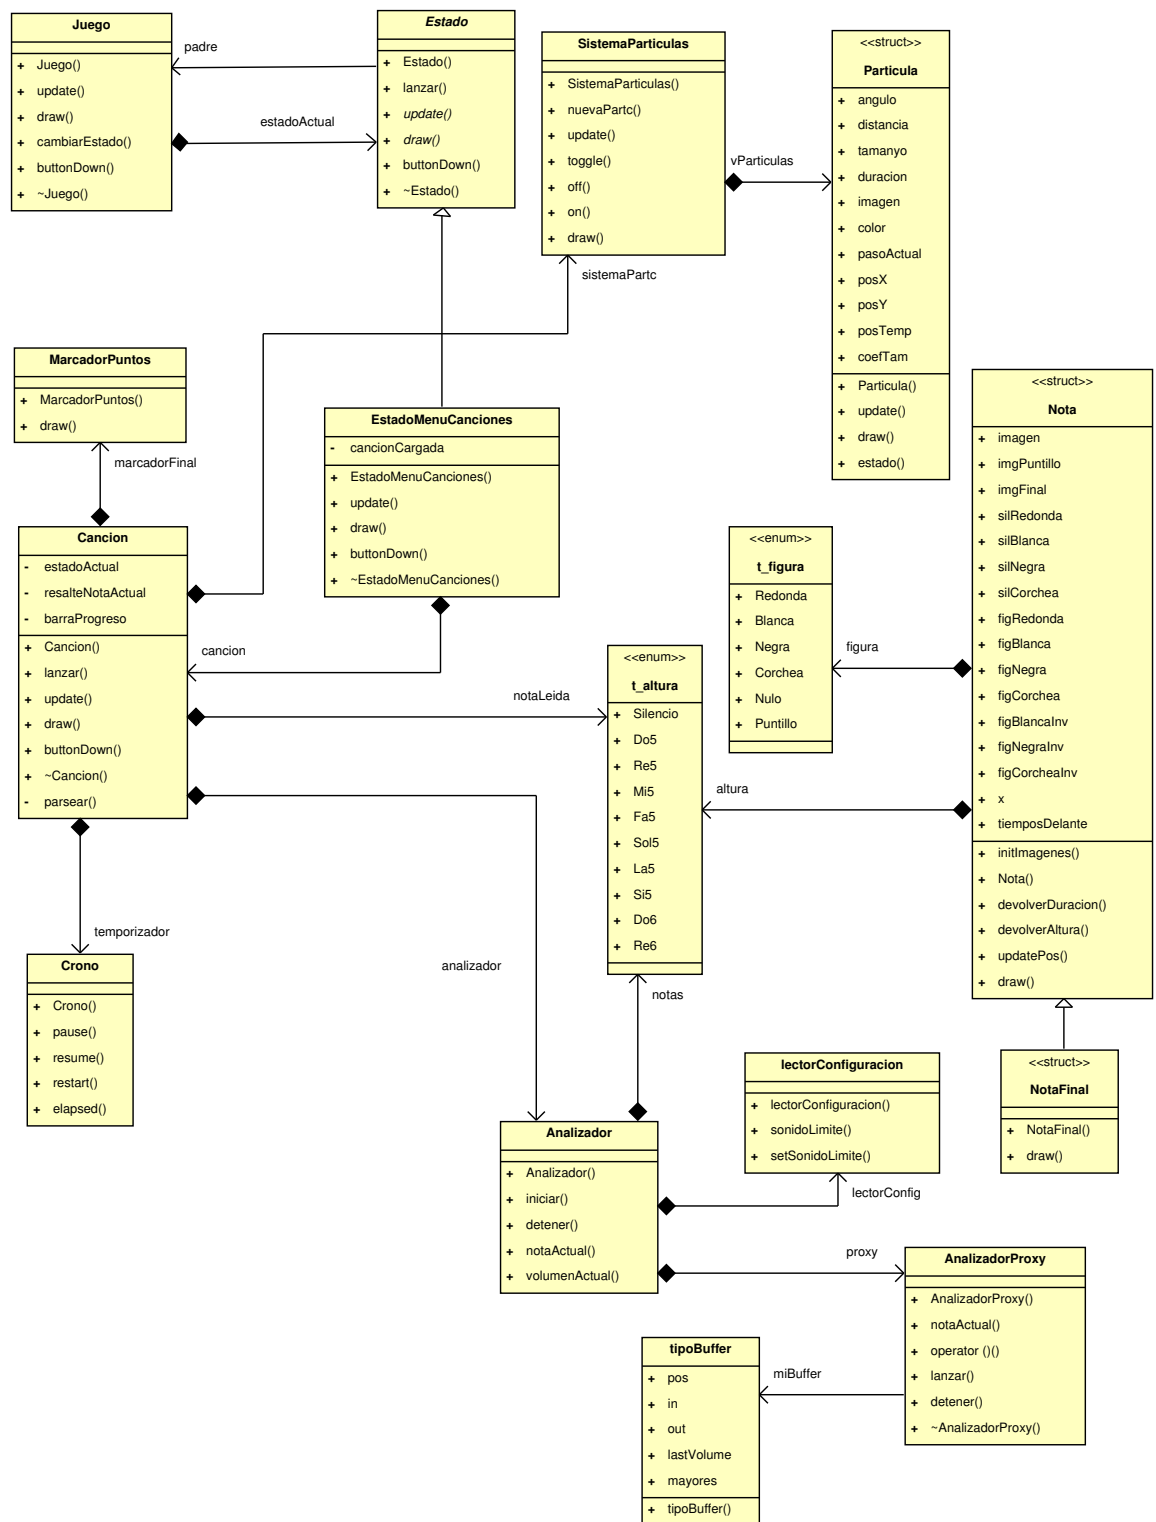 Juego
+ Juego()
+ update()
+ draw()
+ cambiarEstado()
+ buttonDown()
+ ~Juego()
padre
estadoActual
Estado
+ Estado()
+ lanzar()
+ update()
+ draw()
+ buttonDown()
+ ~Estado()
SistemaParticulas
+ SistemaParticulas()
+ nuevaPartc()
+ update()
+ toggle()
+ off()
+ on()
+ draw()
vParticulas
sistemaPartc
<<struct>>
Particula
+ angulo
+ distancia
+ tamanyo
+ duracion
+ imagen
+ color
+ pasoActual
+ posX
+ posY
+ posTemp
+ coefTam
+ Particula()
+ update()
+ draw()
+ estado()
MarcadorPuntos
+ MarcadorPuntos()
+ draw()
marcadorFinal
EstadoMenuCanciones
- cancionCargada
+ EstadoMenuCanciones()
+ update()
+ draw()
+ buttonDown()
+ ~EstadoMenuCanciones()
<<struct>>
Nota
+ imagen
+ imgPuntillo
+ imgFinal
+ silRedonda
+ silBlanca
+ silNegra
+ silCorchea
+ figRedonda
+ figBlanca
+ figNegra
+ figCorchea
+ figBlancaInv
+ figNegraInv
+ figCorcheaInv
+ x
+ tiemposDelante
+ initImagenes()
+ Nota()
+ devolverDuracion()
+ devolverAltura()
+ updatePos()
+ draw()
Cancion
- estadoActual
- resalteNotaActual
- barraProgreso
+ Cancion()
+ lanzar()
+ update()
+ draw()
+ buttonDown()
+ ~Cancion()
- parsear()
cancion
notaLeida
<<enum>>
t_figura
+ Redonda
+ Blanca
+ Negra
+ Corchea
+ Nulo
+ Puntillo
figura
<<enum>>
t_altura
+ Silencio
+ Do5
+ Re5
+ Mi5
+ Fa5
+ Sol5
+ La5
+ Si5
+ Do6
+ Re6
altura
temporizador
analizador
notas
Crono
+ Crono()
+ pause()
+ resume()
+ restart()
+ elapsed()
<<struct>>
NotaFinal
+ NotaFinal()
+ draw()
lectorConfiguracion
+ lectorConfiguracion()
+ sonidoLimite()
+ setSonidoLimite()
lectorConfig
Analizador
+ Analizador()
+ iniciar()
+ detener()
+ notaActual()
+ volumenActual()
proxy
AnalizadorProxy
+ AnalizadorProxy()
+ notaActual()
+ operator ()()
+ lanzar()
+ detener()
+ ~AnalizadorProxy()
miBuffer
tipoBuffer
+ pos
+ in
+ out
+ lastVolume
+ mayores
+ tipoBuffer()